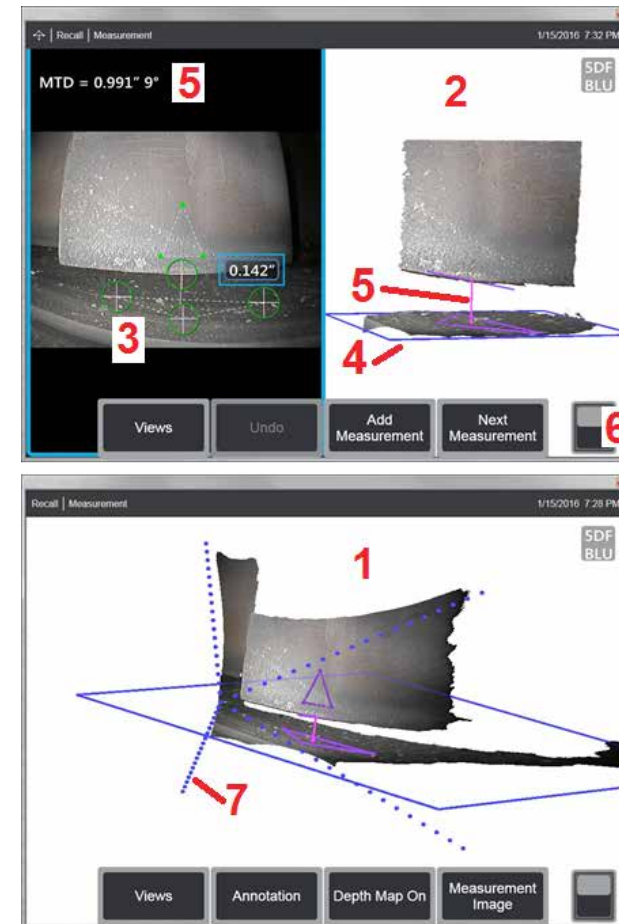 Recall | Measurement 1/15/2016 7:32 PM
MTD = 0.991" 9° 5
2
SDF
BLU
0.142"
5
3
4
Views
Undo
Add
Measurement
Next
Measurement
6
Recall | Measurement 1/15/2016 7:28 PM
1
SDF
BLU
7
Views
Annotation
Depth Map On
Measurement
Image